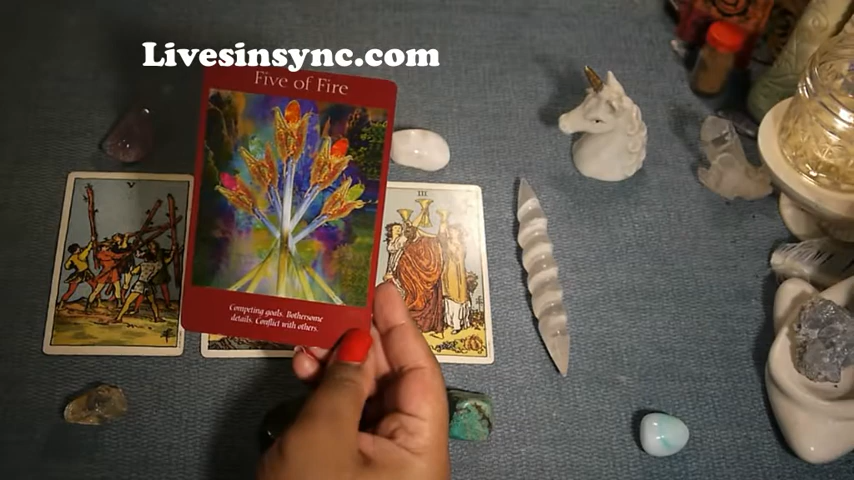 Livesinsync.com
Five of Fire
Competing goals. Bothersome
details. Conflict with others.
V
III